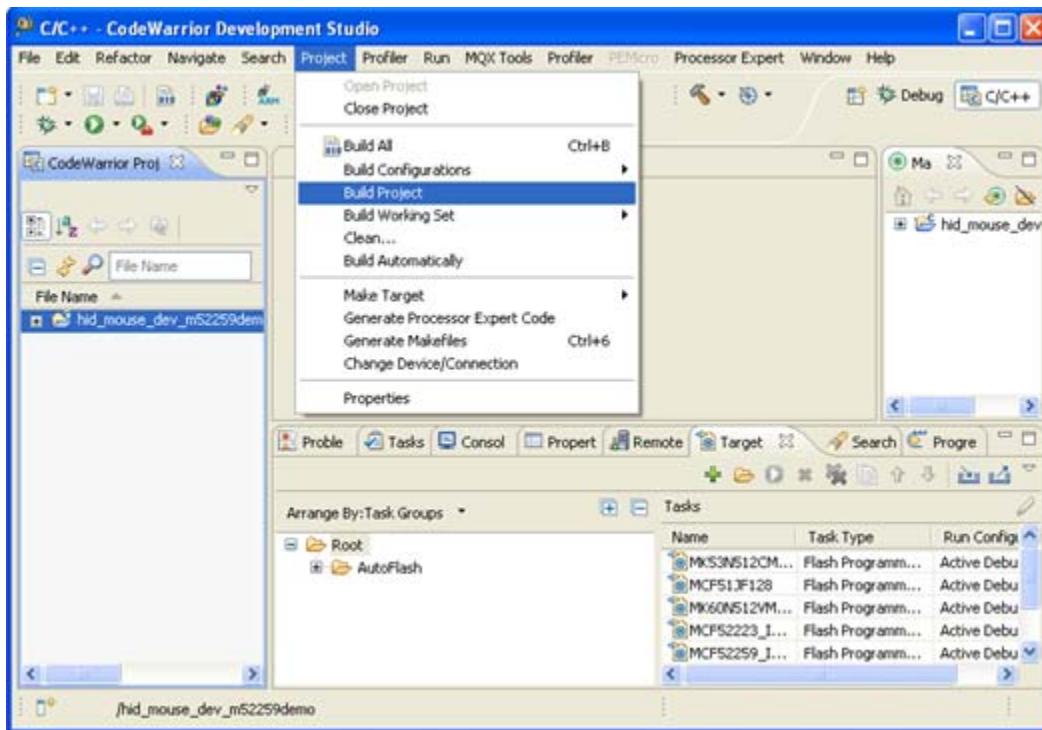 C/C++ - CodeWarrior Development Studio
File Edit Refactor Navigate Search Project Profiler Run MQX Tools Profiler PEMicro Processor Expert Window Help
Debug C/C++
Open Project
Close Project
Build All Ctrl+B
Build Configurations
Build Project
Build Working Set
Clean...
Build Automatically
Make Target
Generate Processor Expert Code
Generate Makefiles Ctrl+6
Change Device/Connection
Properties
CodeWarrior Proj
File Name
File Name
hid_mouse_dev_m52259dem
Ma
hid_mouse_dev
Proble Tasks Consol Propert Remote Target Search Progre
Arrange By:Task Groups
Root
AutoFlash
Tasks
Name Task Type Run Config
MK53N512CM... Flash Programm... Active Debu
MCF51JF128 Flash Programm... Active Debu
MK60N512VM... Flash Programm... Active Debu
MCF52223_I... Flash Programm... Active Debu
MCF52259_I... Flash Programm... Active Debu
/hid_mouse_dev_m52259demo